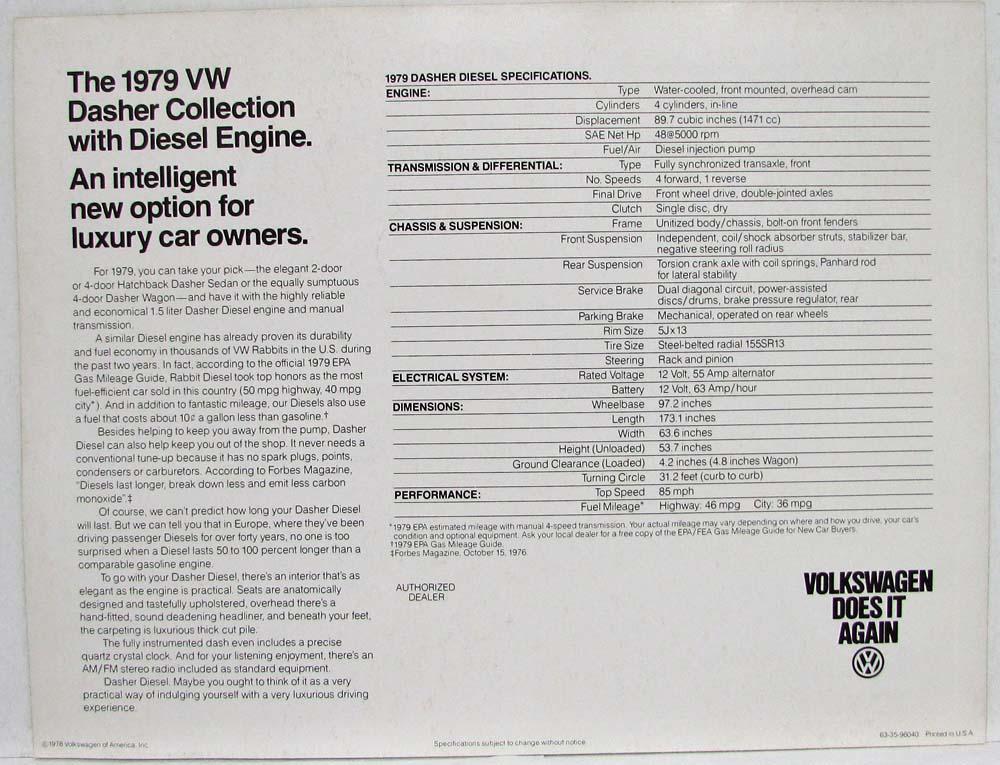 The 1979 VW
Dasher Collection
with Diesel Engine.
An intelligent
new option for
luxury car owners.
For 1979, you can take your pick—the elegant 2-door
or 4-door Hatchback Dasher Sedan or the equally sumptuous
4-door Dasher Wagon—and have it with the highly reliable
and economical 1.5 liter Dasher Diesel engine and manual
transmission.
A similar Diesel engine has already proven its durability
and fuel economy in thousands of VW Rabbits in the U.S. during
the past two years. In fact, according to the official 1979 EPA
Gas Mileage Guide, Rabbit Diesel took top honors as the most
fuel-efficient car sold in this country (50 mpg highway, 40 mpg
city*). And in addition to fantastic mileage, our Diesels also use
a fuel that costs about 10¢ a gallon less than gasoline.†
Besides helping to keep you away from the pump, Dasher
Diesel can also help keep you out of the shop. It never needs a
conventional tune-up because it has no spark plugs, points,
condensers or carburetors. According to Forbes Magazine,
"Diesels last longer, break down less and emit less carbon
monoxide".‡
Of course, we can't predict how long your Dasher Diesel
will last. But we can tell you that in Europe, where they've been
driving passenger Diesels for over forty years, no one is too
surprised when a Diesel lasts 50 to 100 percent longer than a
comparable gasoline engine.
To go with your Dasher Diesel, there's an interior that's as
elegant as the engine is practical. Seats are anatomically
designed and tastefully upholstered, overhead there's a
hand-fitted, sound deadening headliner, and beneath your feet,
the carpeting is luxurious thick cut pile.
The fully instrumented dash even includes a precise
quartz crystal clock. And for your listening enjoyment, there's an
AM/FM stereo radio included as standard equipment.
Dasher Diesel. Maybe you ought to think of it as a very
practical way of indulging yourself with a very luxurious driving
experience.
1979 DASHER DIESEL SPECIFICATIONS.
ENGINE: Type Water-cooled, front mounted, overhead cam
Cylinders 4 cylinders, in-line
Displacement 89.7 cubic inches (1471 cc)
SAE Net Hp 48@5000 rpm
Fuel/Air Diesel injection pump
TRANSMISSION & DIFFERENTIAL: Type Fully synchronized transaxle, front
No. Speeds 4 forward, 1 reverse
Final Drive Front wheel drive, double-jointed axles
Clutch Single disc, dry
CHASSIS & SUSPENSION: Frame Unitized body/chassis, bolt-on front fenders
Front Suspension Independent, coil/shock absorber struts, stabilizer bar,
negative steering roll radius
Rear Suspension Torsion crank axle with coil springs, Panhard rod
for lateral stability
Service Brake Dual diagonal circuit, power-assisted
discs/drums, brake pressure regulator, rear
Parking Brake Mechanical, operated on rear wheels
Rim Size 5Jx13
Tire Size Steel-belted radial 155SR13
Steering Rack and pinion
ELECTRICAL SYSTEM: Rated Voltage 12 Volt, 55 Amp alternator
Battery 12 Volt, 63 Amp/hour
DIMENSIONS: Wheelbase 97.2 inches
Length 173.1 inches
Width 63.6 inches
Height (Unloaded) 53.7 inches
Ground Clearance (Loaded) 4.2 inches (4.8 inches Wagon)
Turning Circle 31.2 feet (curb to curb)
PERFORMANCE: Top Speed 85 mph
Fuel Mileage* Highway: 46 mpg City: 36 mpg
*1979 EPA estimated mileage with manual 4-speed transmission. Your actual mileage may vary depending on where and how you drive, your car's
condition and optional equipment. Ask your local dealer for a free copy of the EPA/FEA Gas Mileage Guide for New Car Buyers.
†1979 EPA Gas Mileage Guide.
‡Forbes Magazine, October 15, 1976.
AUTHORIZED
DEALER
VOLKSWAGEN
DOES IT
AGAIN
©1978 Volkswagen of America, Inc.
Specifications subject to change without notice
63-35-96040 Printed in U.S.A.